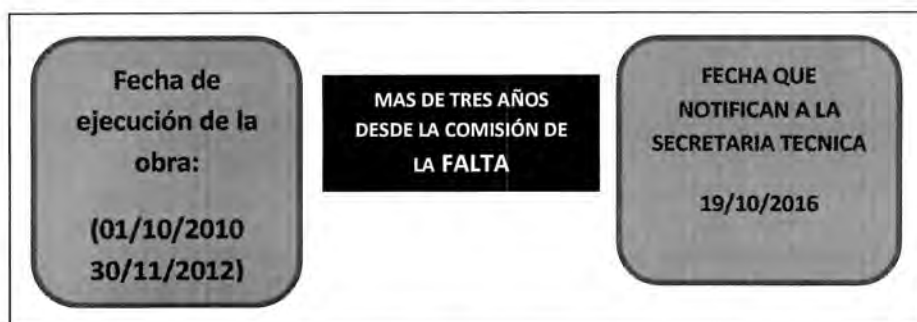 Fecha de
ejecución de la
obra:
(01/10/2010
30/11/2012)
MAS DE TRES AÑOS
DESDE LA COMISIÓN DE
LA FALTA
FECHA QUE
NOTIFICAN A LA
SECRETARIA TECNICA
19/10/2016